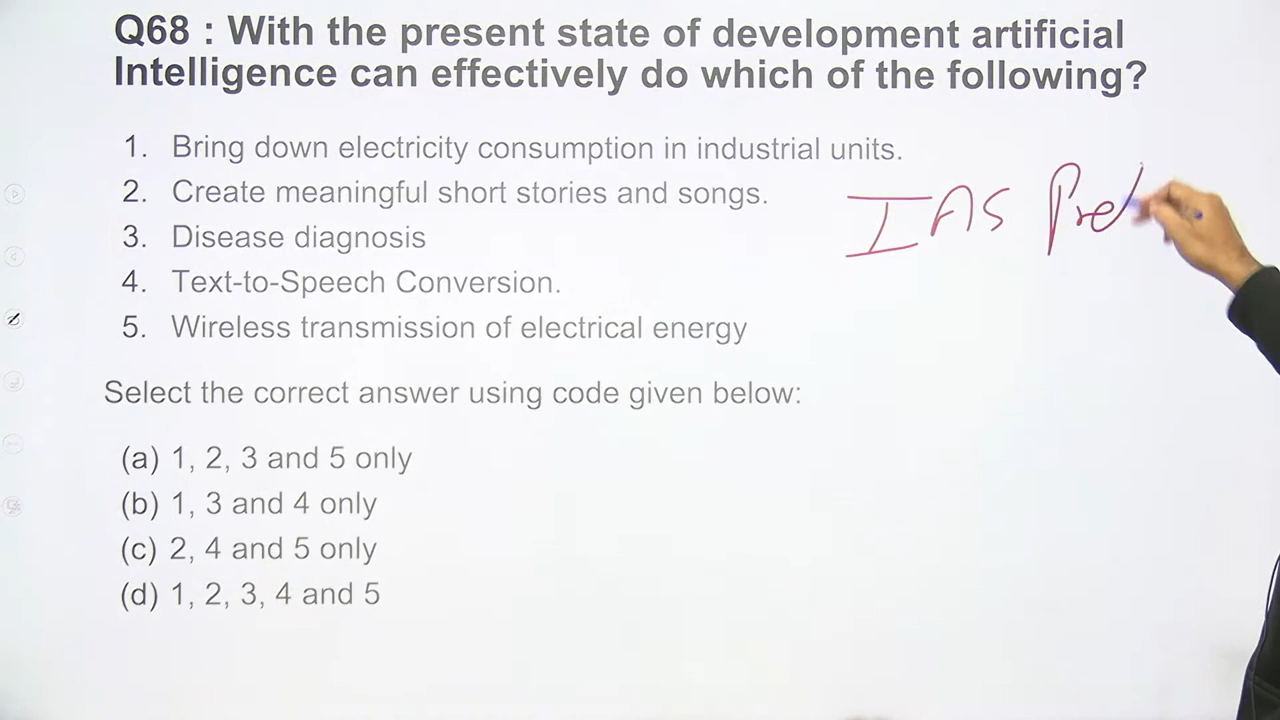 Q68 : With the present state of development artificial
Intelligence can effectively do which of the following?
1. Bring down electricity consumption in industrial units.
2. Create meaningful short stories and songs.
IAS Prel
3. Disease diagnosis
4. Text-to-Speech Conversion.
5. Wireless transmission of electrical energy
Select the correct answer using code given below:
(a) 1, 2, 3 and 5 only
(b) 1, 3 and 4 only
(c) 2, 4 and 5 only
(d) 1, 2, 3, 4 and 5